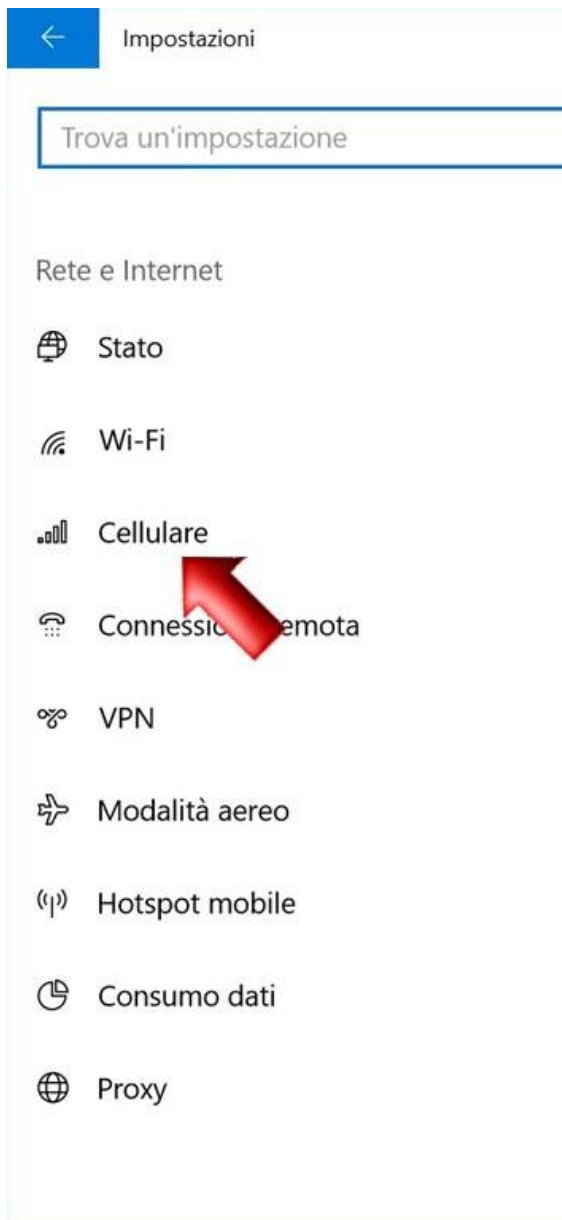 Impostazioni
Trova un'impostazione
Rete e Internet
Stato
Wi-Fi
Cellulare
VPN
Modalità aereo
Hotspot mobile
Consumo dati
Proxy